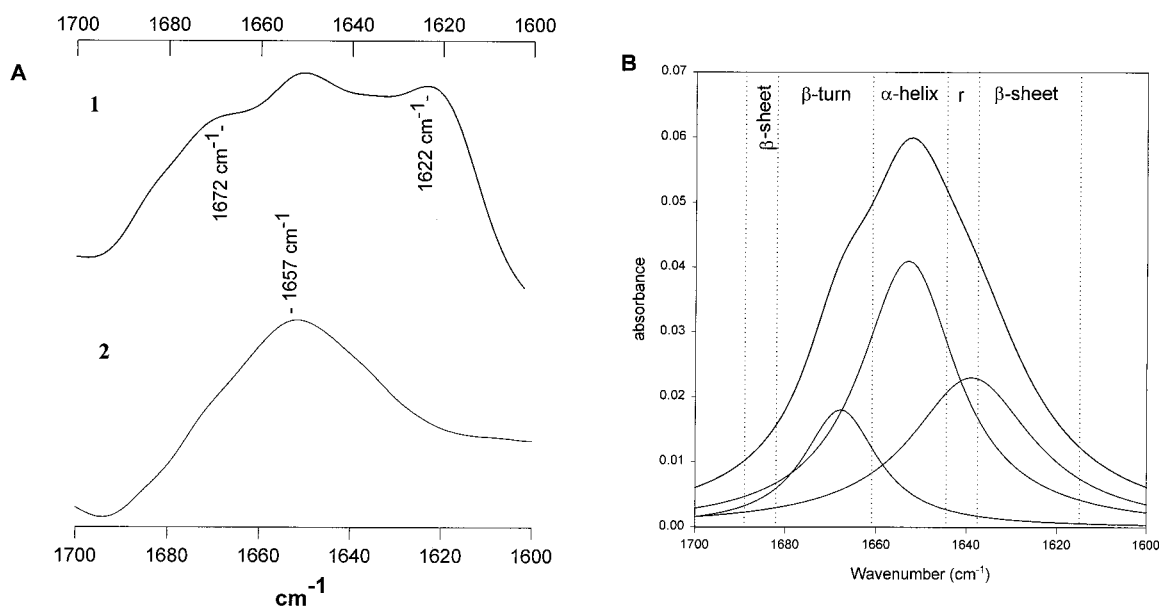 1700 1680 1660 1640 1620 1600
A
1
1672 cm-1
1622 cm-1
1657 cm-1
2
1700 1680 1660 1640 1620 1600
cm-1
B
0.07
0.06
0.05
0.04
0.03
0.02
0.01
0.00
absorbance
β-sheet
β-turn
α-helix
r
β-sheet
1700 1680 1660 1640 1620 1600
Wavenumber (cm-1)